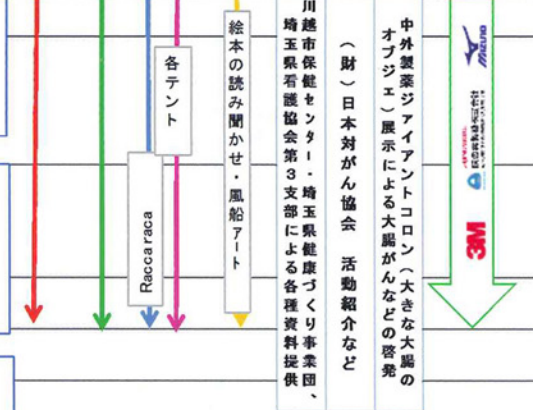 MIZUNO
3M
中外製薬ジャイアントコロン(大きな大腸の
オブジェ)展示による大腸がんなどの啓発
(財)日本対がん協会 活動紹介など
川越市保健センター・埼玉県健康づくり事業団、
埼玉県看護協会第3支部による各種資料提供
絵本の読み聞かせ・風船アート
各テント
Raccaraca